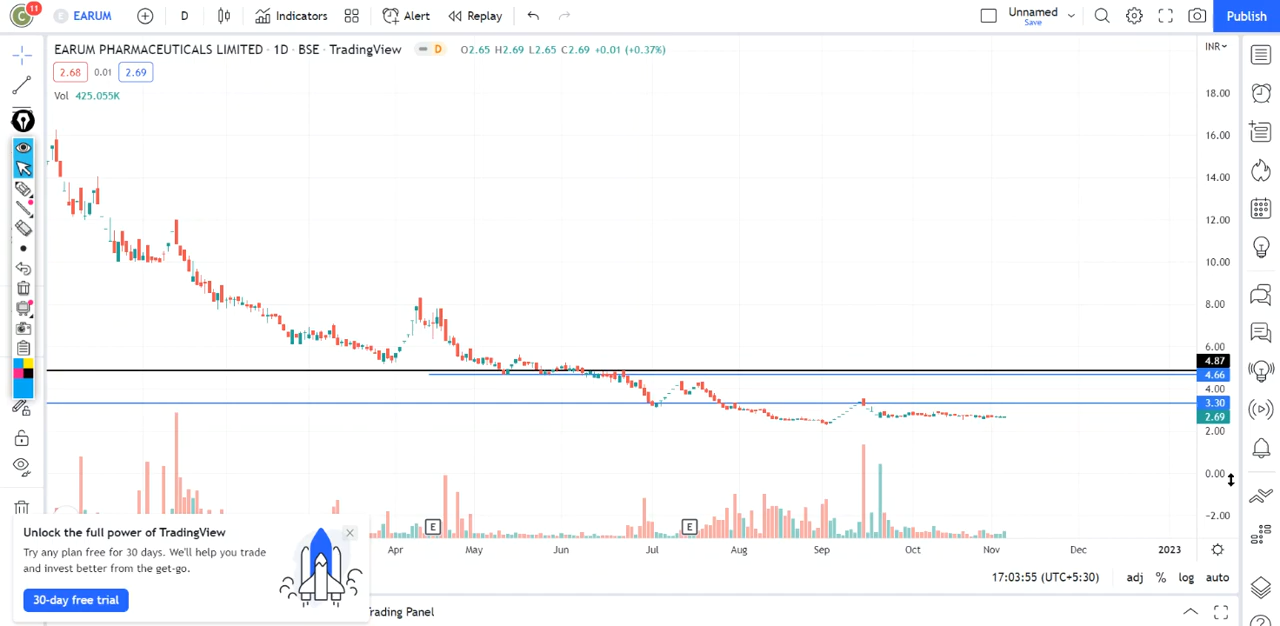 C 11 E EARUM D Indicators Alert Replay Unnamed Save Publish
EARUM PHARMACEUTICALS LIMITED · 1D · BSE · TradingView D O2.65 H2.69 L2.65 C2.69 +0.01 (+0.37%) INR
2.68 0.01 2.69
Vol 425.055K
18.00
16.00
14.00
12.00
10.00
8.00
6.00
4.87
4.66
4.00
3.30
2.69
2.00
0.00
−2.00
E E
Apr May Jun Jul Aug Sep Oct Nov Dec 2023
Unlock the full power of TradingView
Try any plan free for 30 days. We'll help you trade
and invest better from the get-go.
30-day free trial
17:03:55 (UTC+5:30) adj % log auto
Trading Panel